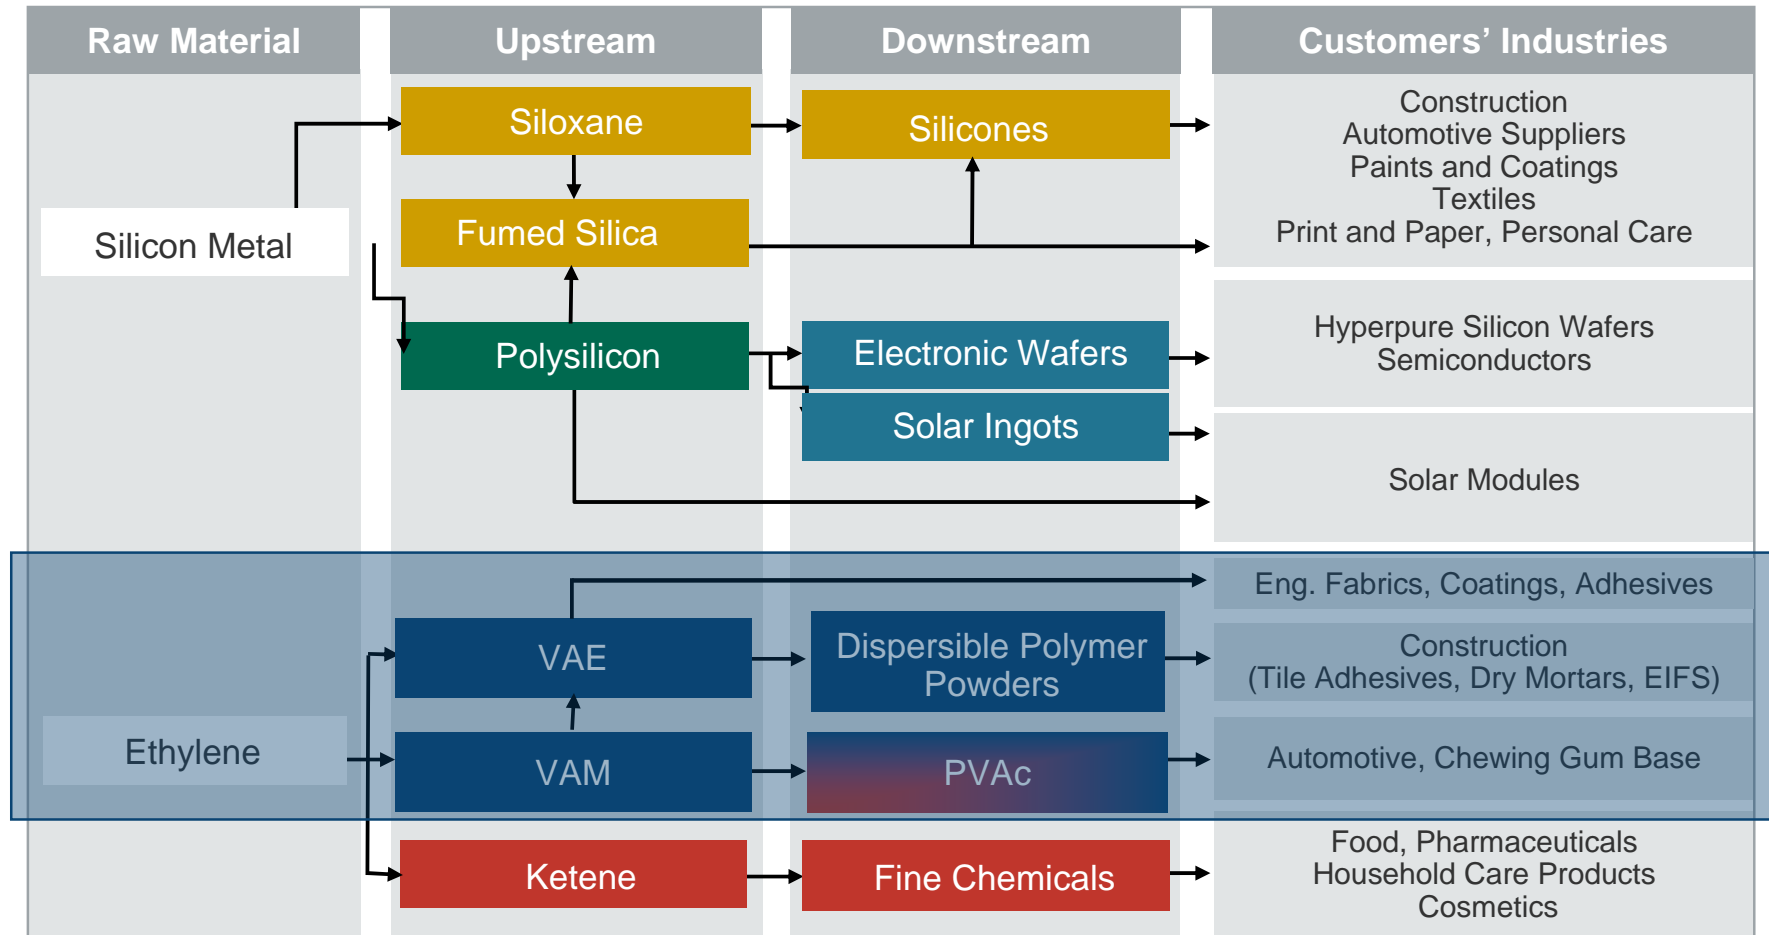 Raw Material
Upstream
Downstream
Customers’ Industries
Siloxane
Silicones
Construction
Automotive Suppliers
Paints and Coatings
Textiles
Print and Paper, Personal Care
Silicon Metal
Fumed Silica
Polysilicon
Electronic Wafers
Hyperpure Silicon Wafers
Semiconductors
Solar Ingots
Solar Modules
Eng. Fabrics, Coatings, Adhesives
VAE
Dispersible Polymer
Powders
Construction
(Tile Adhesives, Dry Mortars, EIFS)
Ethylene
VAM
PVAc
Automotive, Chewing Gum Base
Ketene
Fine Chemicals
Food, Pharmaceuticals
Household Care Products
Cosmetics